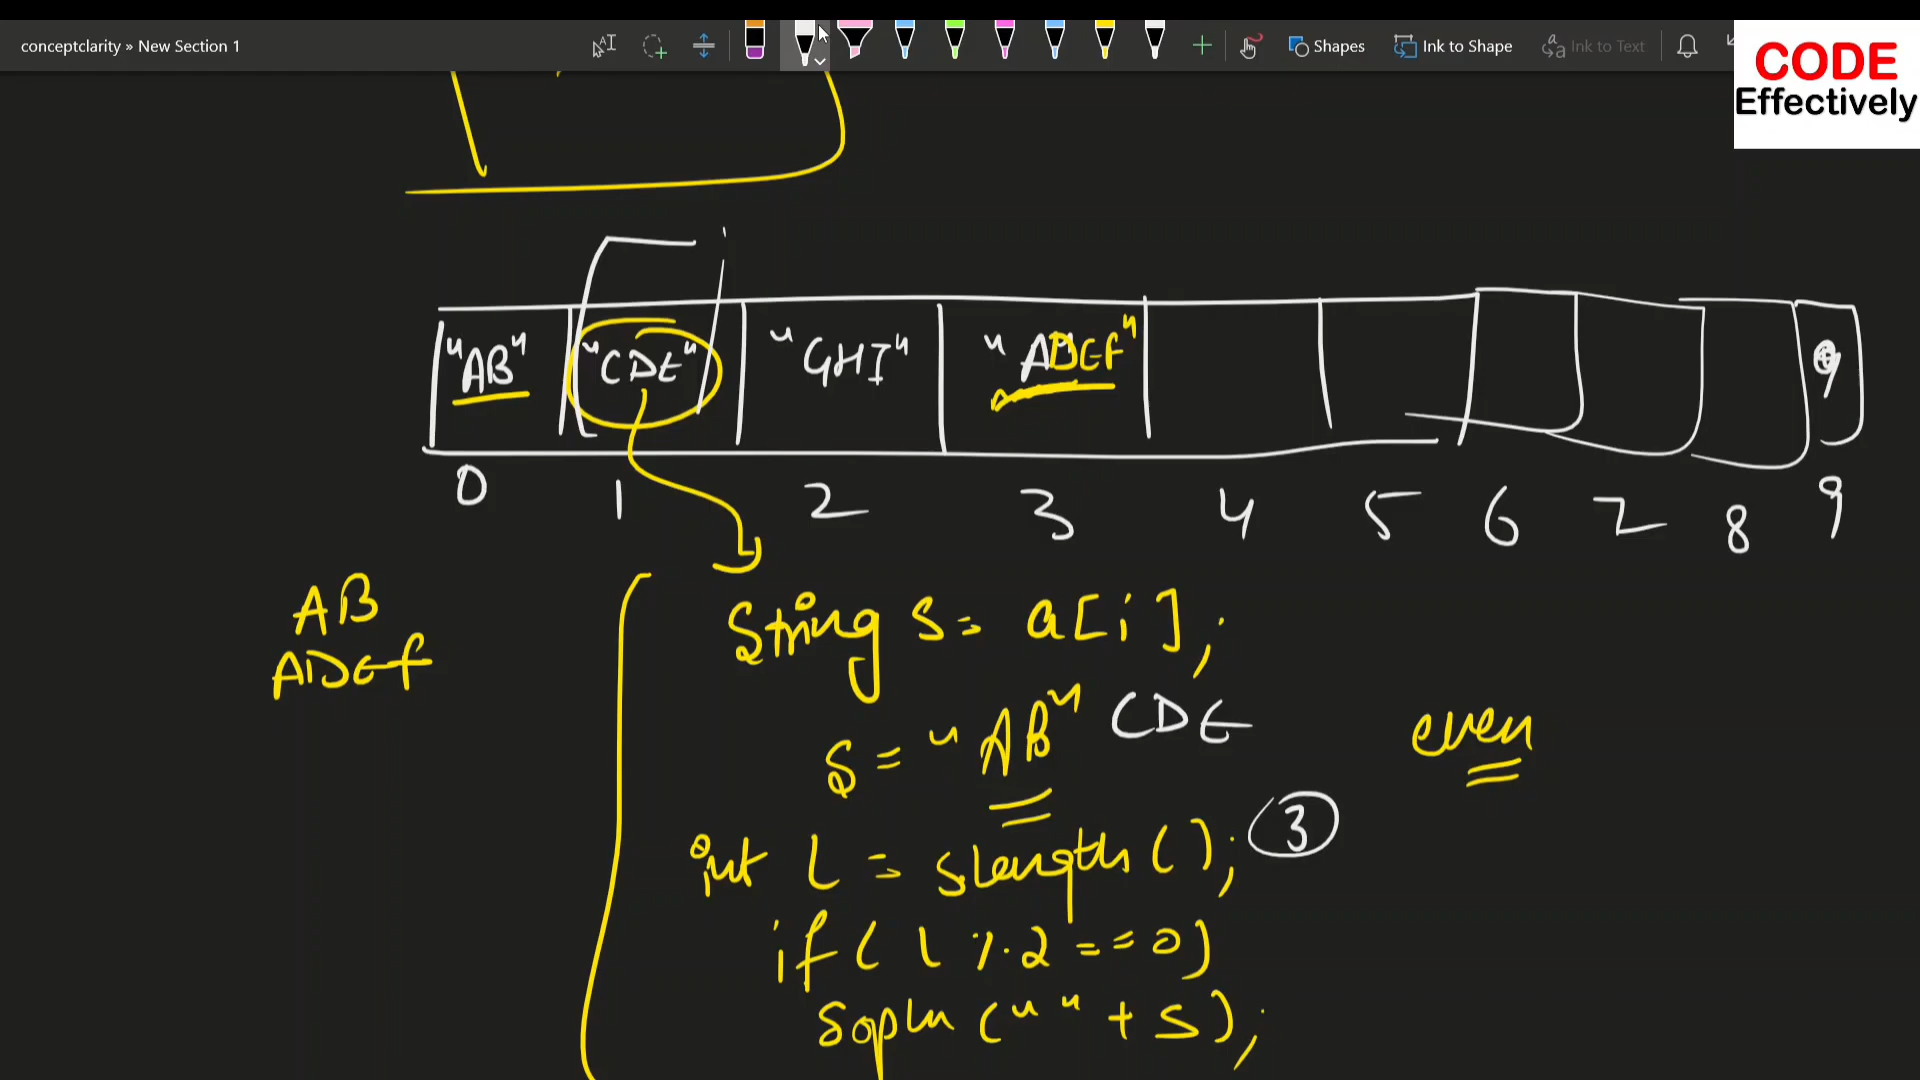 conceptclarity » New Section 1
Shapes
Ink to Shape
Ink to Text
CODE
Effectively
"AB" "CDE" "GHI" "ADEF" 9
0 1 2 3 4 5 6 7 8 9
AB
ADEF
String s = a[i];
s = "AB" CDE
even
int l = s.length(); 3
if( l % 2 == 0)
Sopln (" " + s);